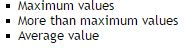 ▪ Maximum values
▪ More than maximum values
▪ Average value